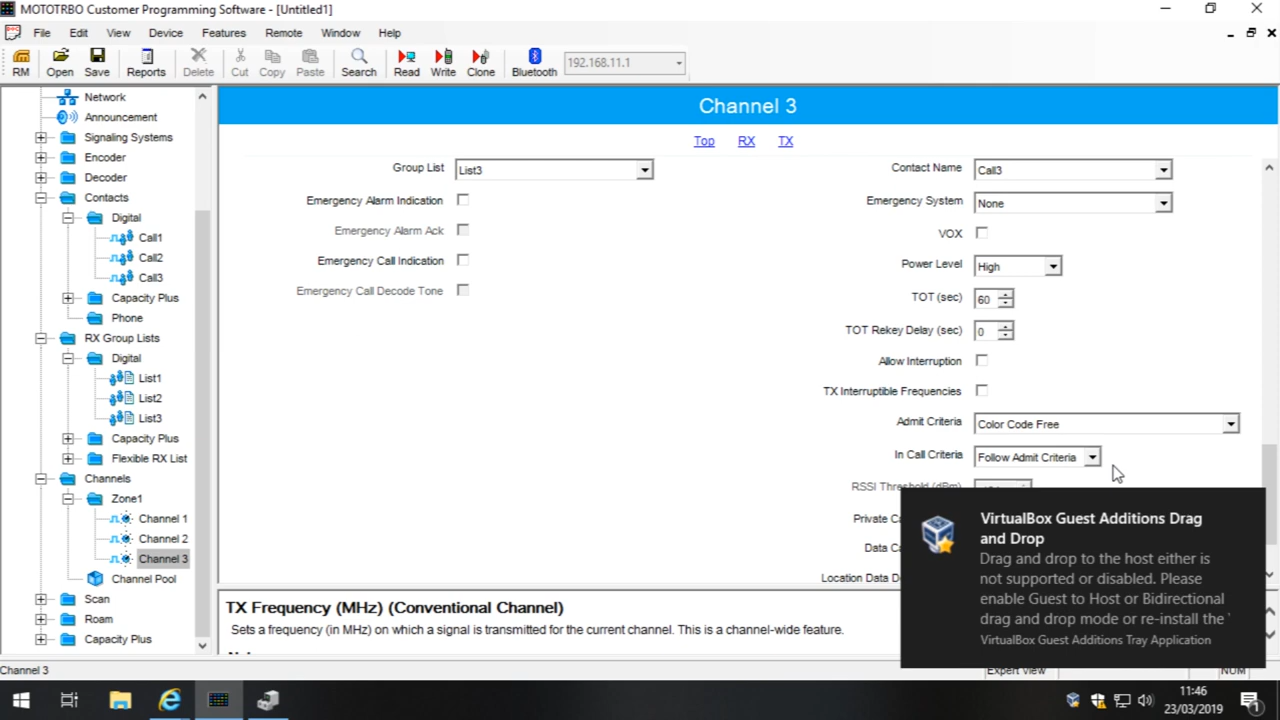 MOTOTRBO Customer Programming Software - [Untitled1]
File Edit View Device Features Remote Window Help
RM Open Save Reports Delete Cut Copy Paste Search Read Write Clone Bluetooth 192.168.11.1
Network
Announcement
Signaling Systems
Encoder
Decoder
Contacts
Digital
Call1
Call2
Call3
Capacity Plus
Phone
RX Group Lists
Digital
List1
List2
List3
Capacity Plus
Flexible RX List
Channels
Zone1
Channel 1
Channel 2
Channel 3
Channel Pool
Scan
Roam
Capacity Plus
Channel 3
Top RX TX
Group List List3
Emergency Alarm Indication
Emergency Alarm Ack
Emergency Call Indication
Emergency Call Decode Tone
Contact Name Call3
Emergency System None
VOX
Power Level High
TOT (sec) 60
TOT Rekey Delay (sec) 0
Allow Interruption
TX Interruptible Frequencies
Admit Criteria Color Code Free
In Call Criteria Follow Admit Criteria
RSSI Threshold (dBm)
Private Ca
Data Ca
Location Data De
TX Frequency (MHz) (Conventional Channel)
Sets a frequency (in MHz) on which a signal is transmitted for the current channel. This is a channel-wide feature.
VirtualBox Guest Additions Drag
and Drop
Drag and drop to the host either is
not supported or disabled. Please
enable Guest to Host or Bidirectional
drag and drop mode or re-install the
VirtualBox Guest Additions Tray Application
Channel 3
Expert View NUM
11:46
23/03/2019
1